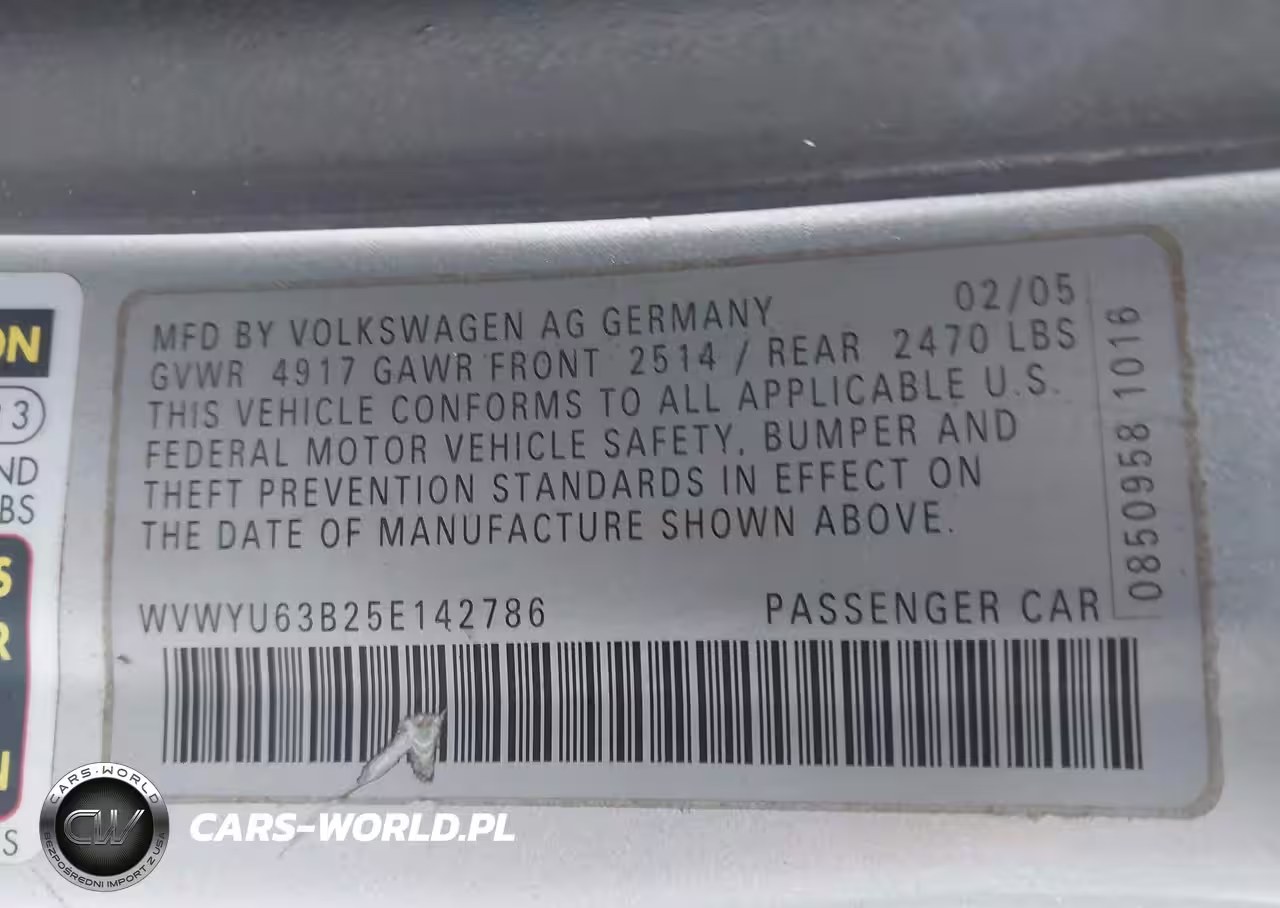 MFD BY VOLKSWAGEN AG GERMANY 02/05
GVWR 4917 GAWR FRONT 2514 / REAR 2470 LBS
THIS VEHICLE CONFORMS TO ALL APPLICABLE U.S.
FEDERAL MOTOR VEHICLE SAFETY, BUMPER AND
THEFT PREVENTION STANDARDS IN EFFECT ON
THE DATE OF MANUFACTURE SHOWN ABOVE.
WVWYU63B25E142786 PASSENGER CAR
0850958 1016
ON
3
ND
BS
S
R
N
S
CARS-WORLD
CW
BEZPOŚREDNI IMPORT Z USA
CARS-WORLD.PL